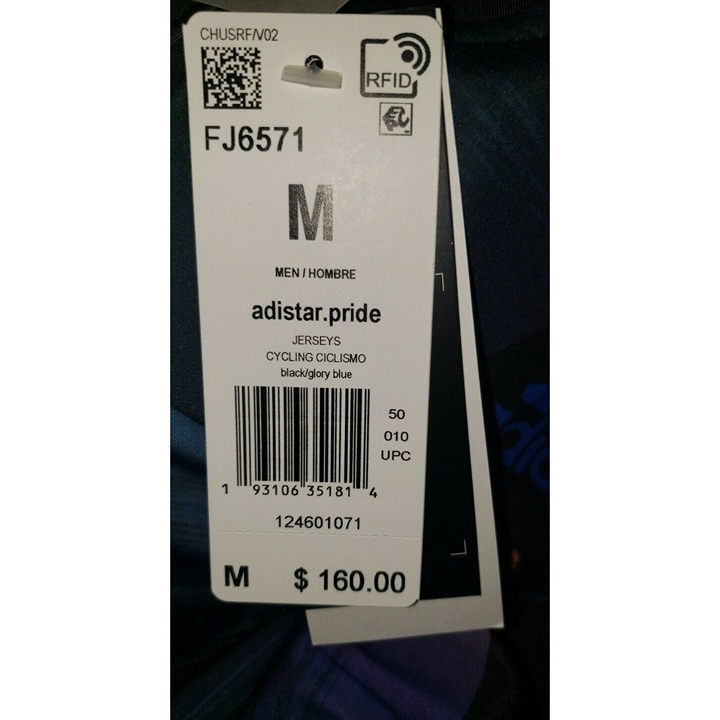 CHUSRF/V02
RFID
FJ6571
M
MEN / HOMBRE
adistar.pride
JERSEYS
CYCLING CICLISMO
black/glory blue
50
010
UPC
1 93106 35181 4
124601071
M $ 160.00